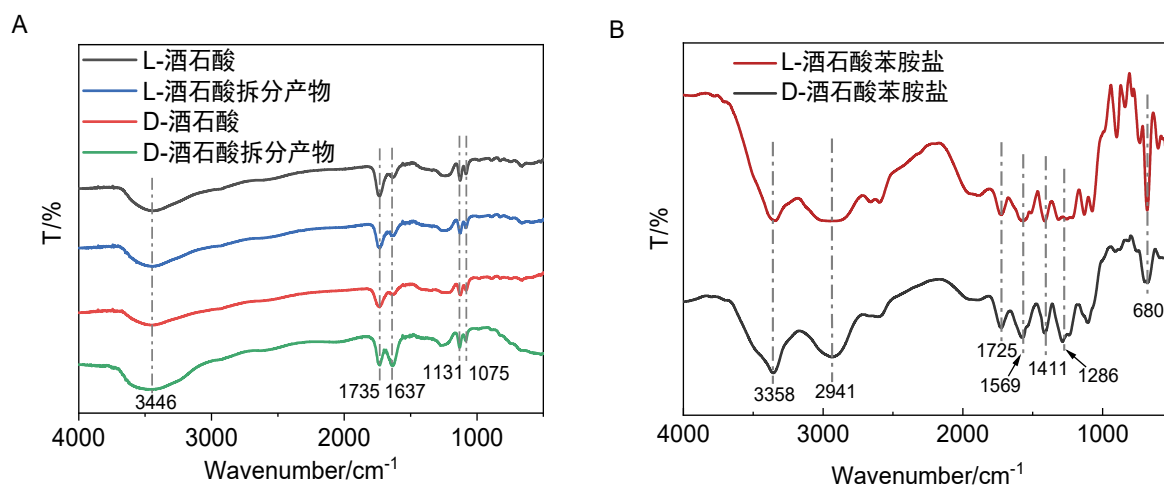 A
L-酒石酸
L-酒石酸拆分产物
D-酒石酸
D-酒石酸拆分产物
T/%
3446
1735
1637
1131
1075
4000
3000
2000
1000
Wavenumber/cm⁻¹
B
L-酒石酸苯胺盐
D-酒石酸苯胺盐
T/%
3358
2941
1725
1569
1411
1286
680
4000
3000
2000
1000
Wavenumber/cm⁻¹